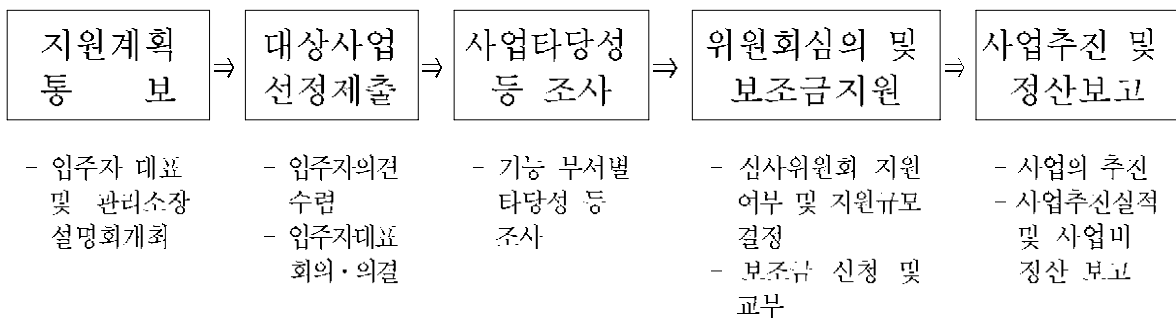 지원계획
통 보
⇒
대상사업
선정제출
⇒
사업타당성
등 조사
⇒
위원회심의 및
보조금지원
⇒
사업추진 및
정산보고
- 입주자 대표
및 관리소장
설명회개최
- 입주자의견
수렴
- 입주자대표
회의·의결
- 기능 부서별
타당성 등
조사
- 심사위원회 지원
여부 및 지원규모
결정
- 보조금 신청 및
교부
- 사업의 추진
- 사업추진실적
및 사업비
정산 보고